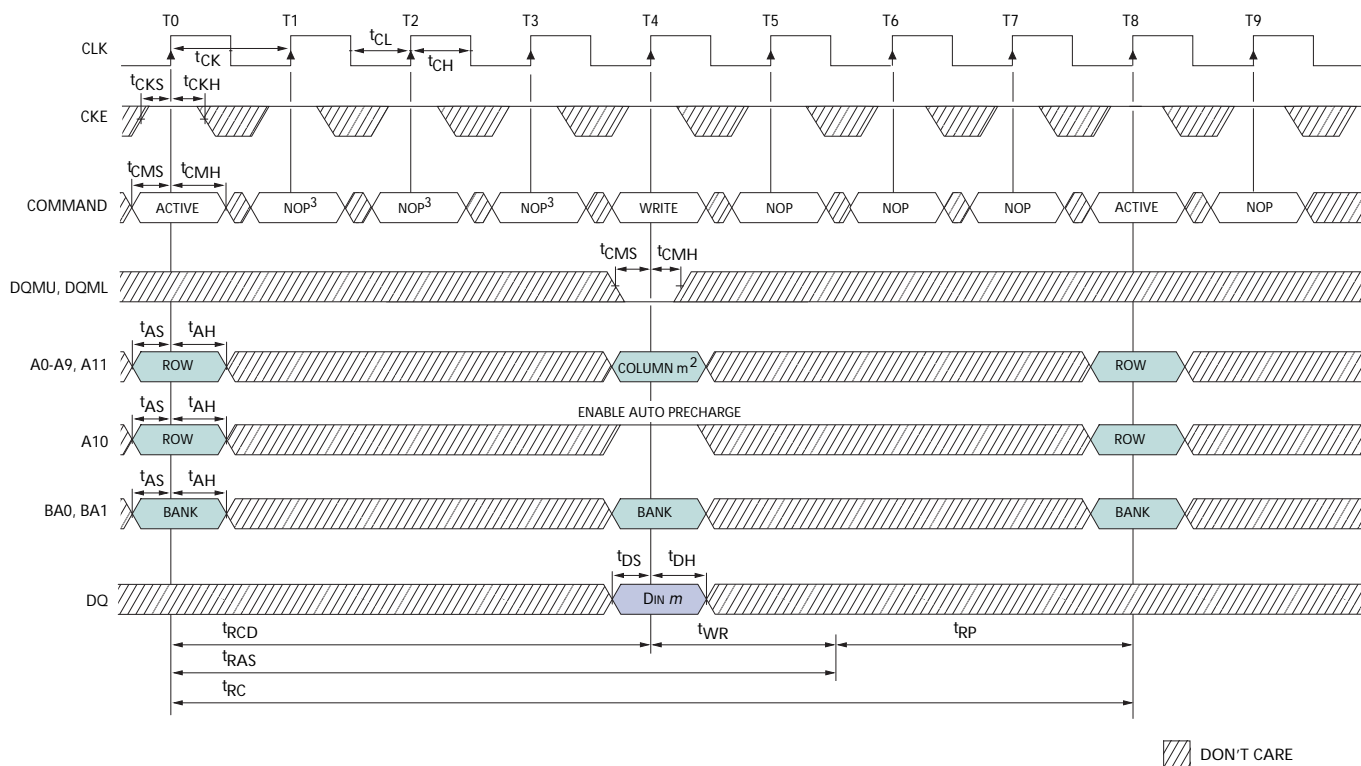 T0 T1 T2 T3 T4 T5 T6 T7 T8 T9
CLK
tCK tCL tCH
tCKS tCKH
CKE
tCMS tCMH
COMMAND ACTIVE NOP3 NOP3 NOP3 WRITE NOP NOP NOP ACTIVE NOP
tCMS tCMH
DQMU, DQML
tAS tAH
A0-A9, A11 ROW COLUMN m2 ROW
ENABLE AUTO PRECHARGE
tAS tAH
A10 ROW ROW
tAS tAH
BA0, BA1 BANK BANK BANK
tDS tDH
DQ DIN m
tRCD tWR tRP
tRAS
tRC
DON'T CARE